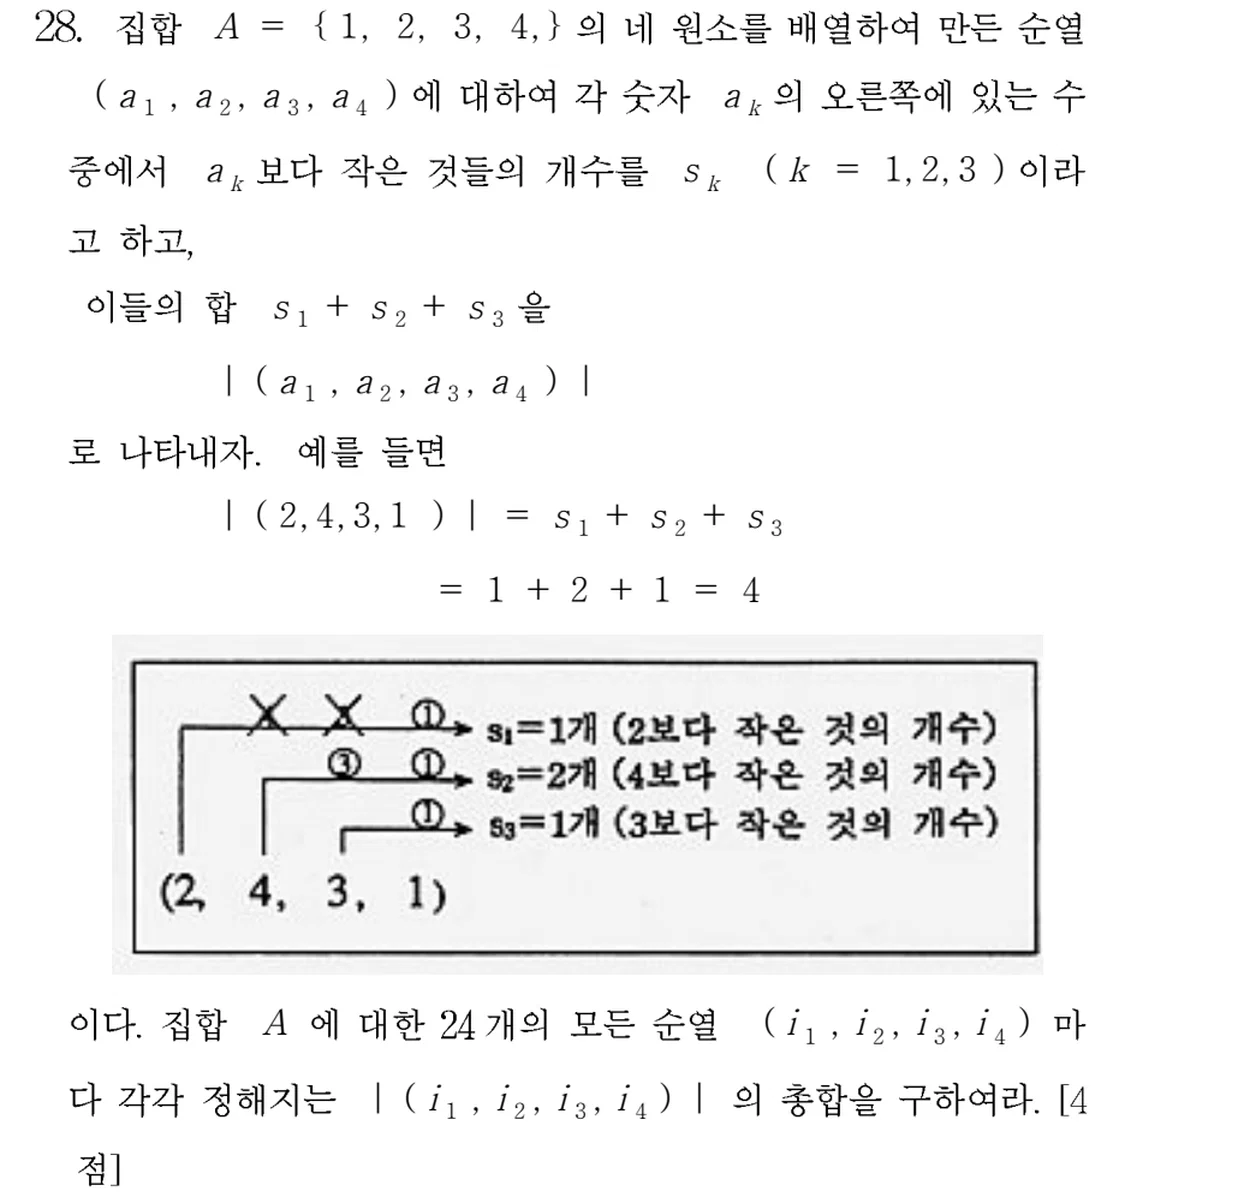 28. 집합 A = { 1, 2, 3, 4,} 의 네 원소를 배열하여 만든 순열
( a₁ , a₂, a₃, a₄ ) 에 대하여 각 숫자 aₖ 의 오른쪽에 있는 수
중에서 aₖ 보다 작은 것들의 개수를 sₖ ( k = 1,2,3 ) 이라
고 하고,
이들의 합 s₁ + s₂ + s₃ 을
| ( a₁ , a₂, a₃, a₄ ) |
로 나타내자. 예를 들면
| ( 2,4,3,1 ) | = s₁ + s₂ + s₃
= 1 + 2 + 1 = 4
① s₁=1개 (2보다 작은 것의 개수)
③ ① s₂=2개 (4보다 작은 것의 개수)
① s₃=1개 (3보다 작은 것의 개수)
(2, 4, 3, 1)
이다. 집합 A 에 대한 24 개의 모든 순열 ( i₁ , i₂, i₃, i₄ ) 마
다 각각 정해지는 | ( i₁ , i₂, i₃, i₄ ) | 의 총합을 구하여라. [4
점]